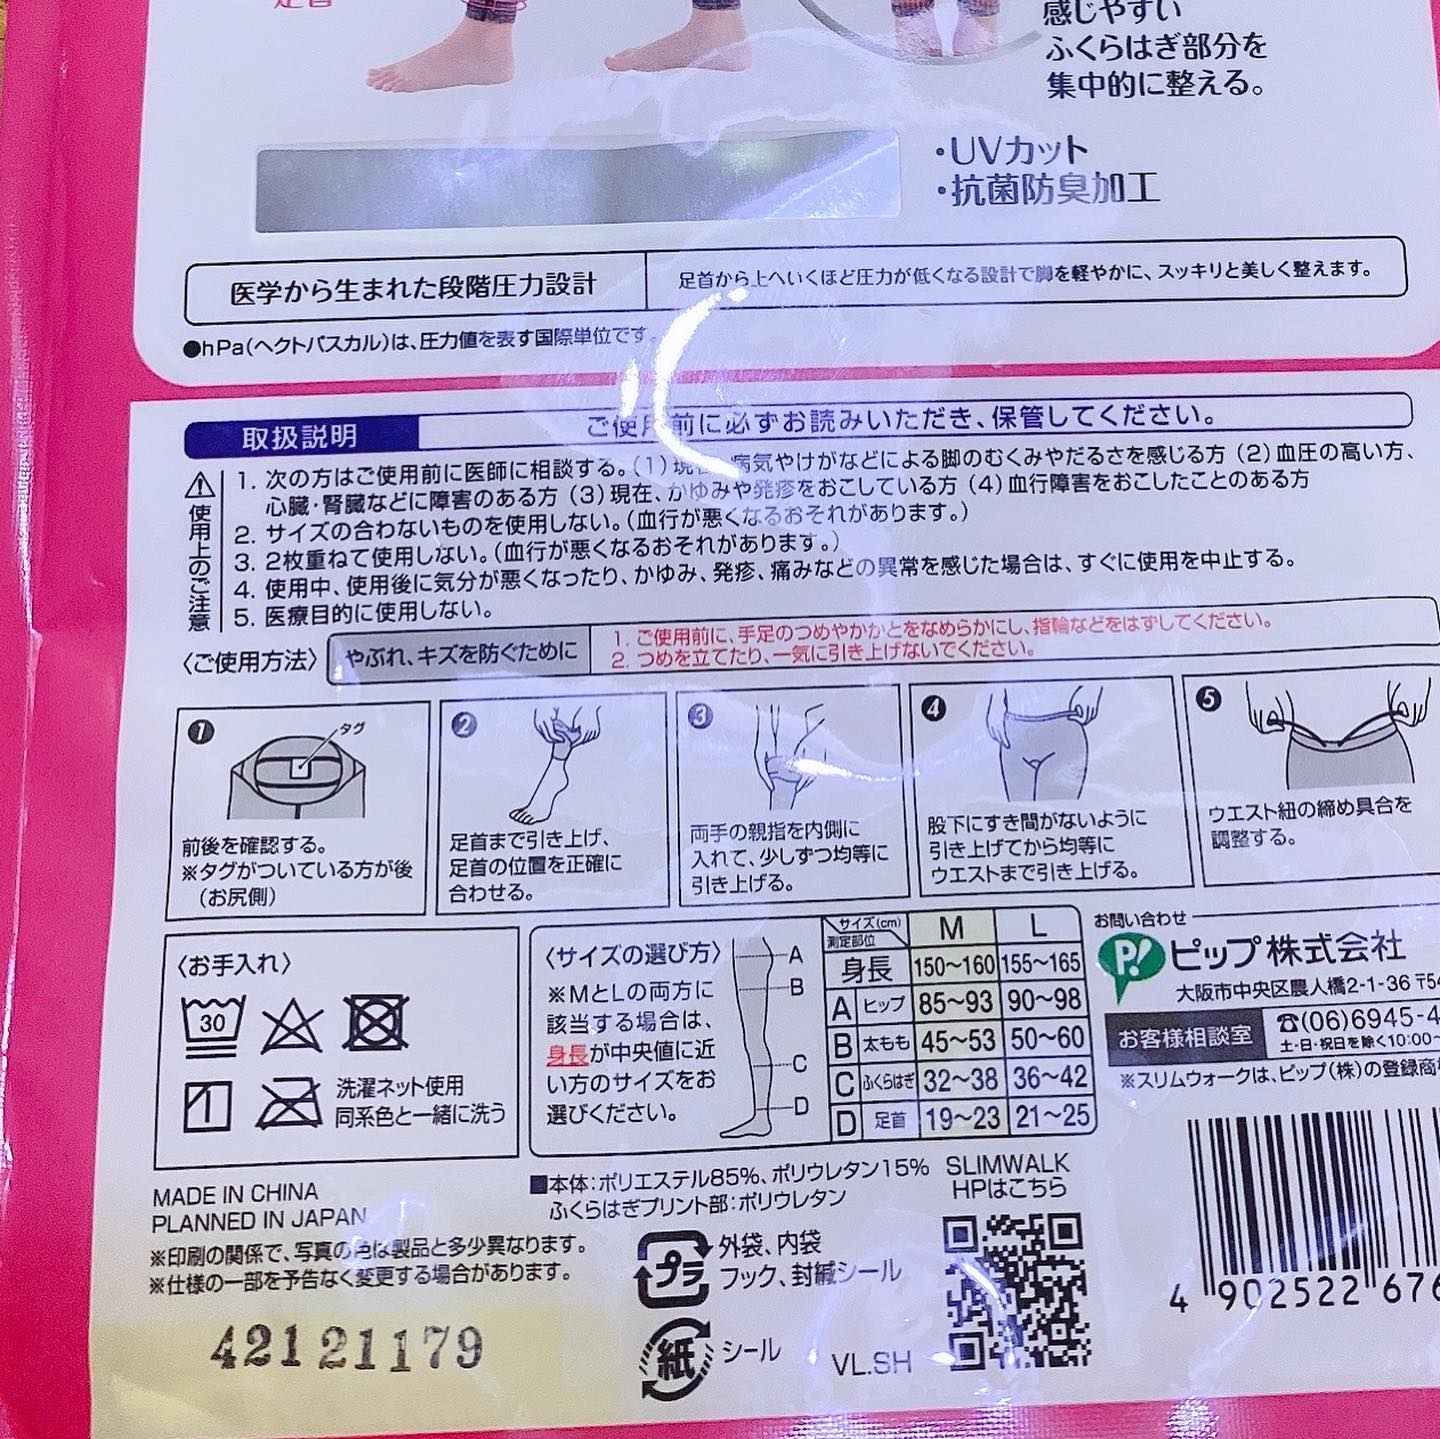 足首
感じやすい
ふくらはぎ部分を
集中的に整える。
・UVカット
・抗菌防臭加工
医学から生まれた段階圧力設計
足首から上へいくほど圧力が低くなる設計で脚を軽やかに、スッキリと美しく整えます。
●hPa(ヘクトパスカル)は、圧力値を表す国際単位です。
取扱説明
ご使用前に必ずお読みいただき、保管してください。
使用上のご注意
1. 次の方はご使用前に医師に相談する。(1)現在、病気やけがなどによる脚のむくみやだるさを感じる方 (2)血圧の高い方、
心臓・腎臓などに障害のある方 (3)現在、かゆみや発疹をおこしている方 (4)血行障害をおこしたことのある方
2. サイズの合わないものを使用しない。(血行が悪くなるおそれがあります。)
3. 2枚重ねて使用しない。(血行が悪くなるおそれがあります。)
4. 使用中、使用後に気分が悪くなったり、かゆみ、発疹、痛みなどの異常を感じた場合は、すぐに使用を中止する。
5. 医療目的に使用しない。
〈ご使用方法〉
やぶれ、キズを防ぐために
1. ご使用前に、手足のつめやかかとをなめらかにし、指輪などをはずしてください。
2. つめを立てたり、一気に引き上げないでください。
1
タグ
前後を確認する。
※タグがついている方が後
(お尻側)
2
足首まで引き上げ、
足首の位置を正確に
合わせる。
3
両手の親指を内側に
入れて、少しずつ均等に
引き上げる。
4
股下にすき間がないように
引き上げてから均等に
ウエストまで引き上げる。
5
ウエスト紐の締め具合を
調整する。
〈お手入れ〉
30
洗濯ネット使用
同系色と一緒に洗う
〈サイズの選び方〉
※MとLの両方に
該当する場合は、
身長が中央値に近
い方のサイズをお
選びください。
A
B
C
D
サイズ(cm) M L
測定部位
身長 150〜160 155〜165
A ヒップ 85〜93 90〜98
B 太もも 45〜53 50〜60
C ふくらはぎ 32〜38 36〜42
D 足首 19〜23 21〜25
お問い合わせ
P! ピップ株式会社
大阪市中央区農人橋2-1-36 〒54
お客様相談室
☎(06)6945-4
土・日・祝日を除く10:00〜
※スリムウォークは、ピップ(株)の登録商
MADE IN CHINA
PLANNED IN JAPAN
※印刷の関係で、写真の色は製品と多少異なります。
※仕様の一部を予告なく変更する場合があります。
■本体:ポリエステル85%、ポリウレタン15%
ふくらはぎプリント部:ポリウレタン
SLIMWALK
HPはこちら
プラ
外袋、内袋
フック、封緘シール
紙
シール
VL.SH
4 902522 676
42121179